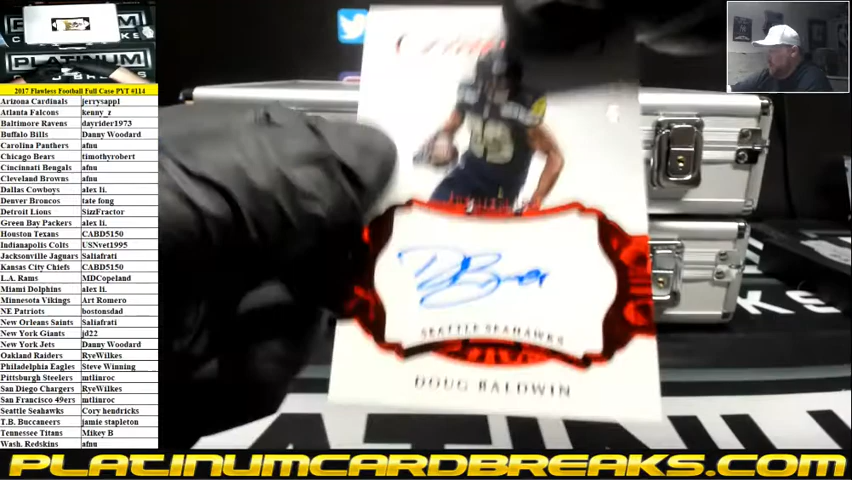 PLATINUM
PLATINUM
CARD BREAKS
2017 Flawless Football Full Case PYT #114
Arizona Cardinals jerrysappl
Atlanta Falcons kenny_z
Baltimore Ravens dayrider1973
Buffalo Bills Danny Woodard
Carolina Panthers afnu
Chicago Bears timothyrobert
Cincinnati Bengals afnu
Cleveland Browns afnu
Dallas Cowboys alex li.
Denver Broncos tate fong
Detroit Lions SizzFractor
Green Bay Packers alex li.
Houston Texans CABD5150
Indianapolis Colts USNvet1995
Jacksonville Jaguars Saliafrati
Kansas City Chiefs CABD5150
L.A. Rams MDCopeland
Miami Dolphins alex li.
Minnesota Vikings Art Romero
NE Patriots bostonsdad
New Orleans Saints Saliafrati
New York Giants jd22
New York Jets Danny Woodard
Oakland Raiders RyeWilkes
Philadelphia Eagles Steve Winning
Pittsburgh Steelers mtlinroc
San Diego Chargers RyeWilkes
San Francisco 49ers mtlinroc
Seattle Seahawks Cory hendricks
T.B. Buccaneers jamie stapleton
Tennessee Titans Mikey B
Wash. Redskins afnu
SEATTLE SEAHAWKS
DOUG BALDWIN
PLATINUMCARDBREAKS.COM